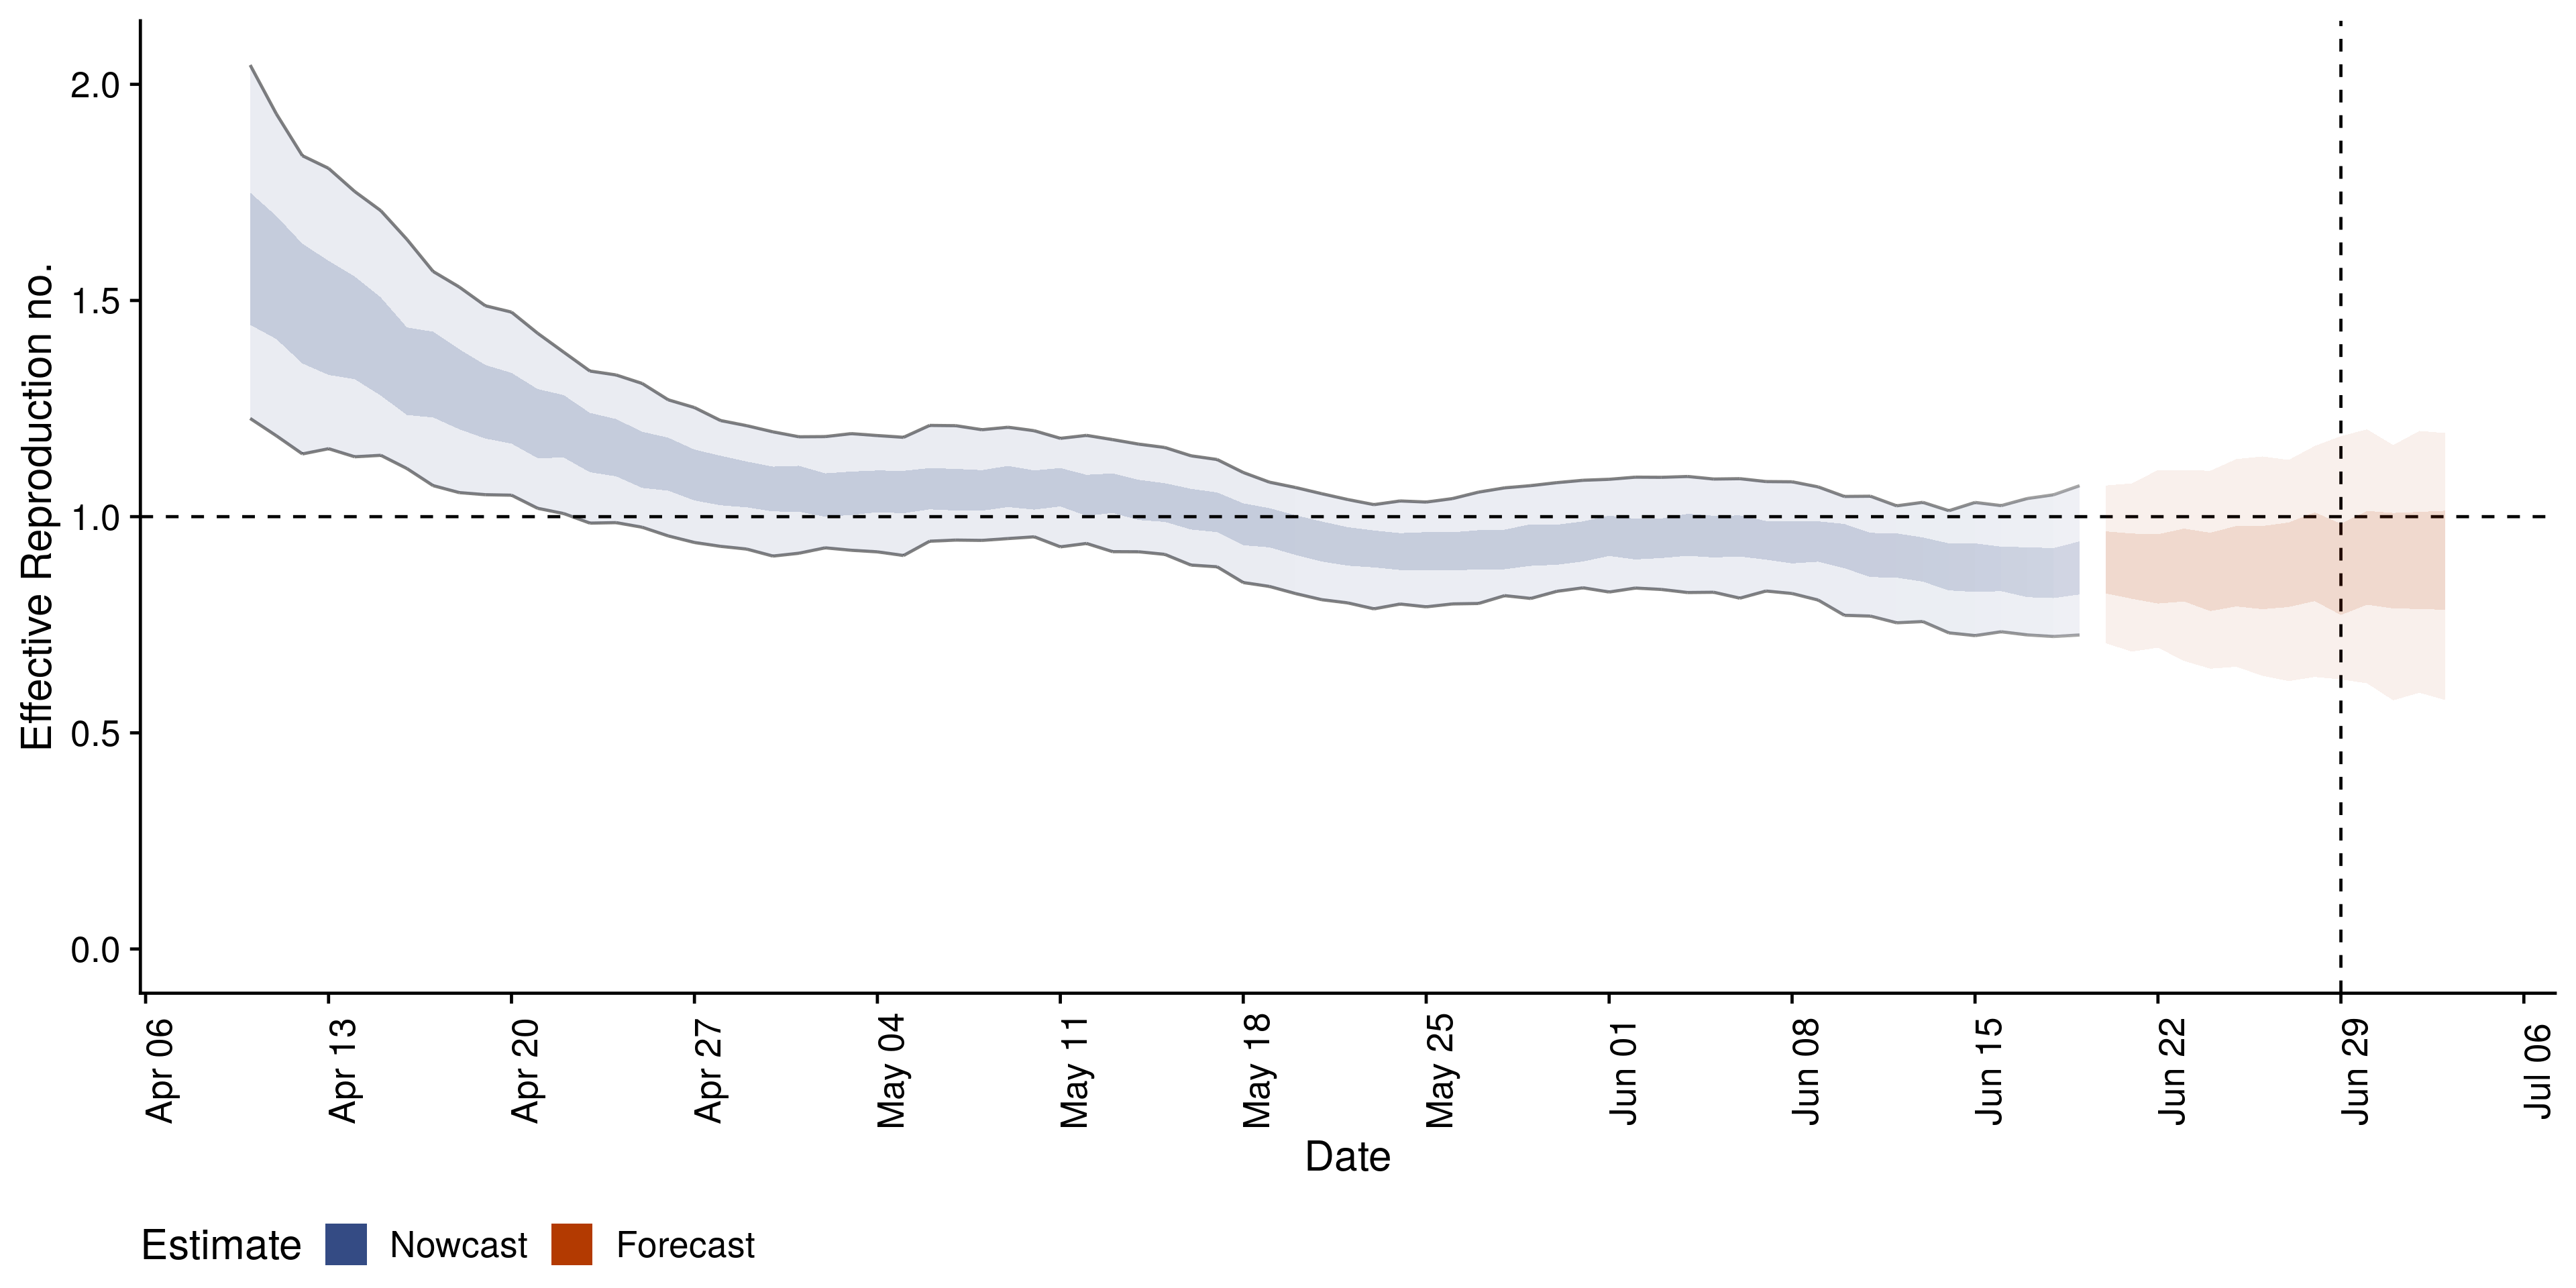 Effective Reproduction no.
2.0
1.5
1.0
0.5
0.0
Apr 06
Apr 13
Apr 20
Apr 27
May 04
May 11
May 18
May 25
Jun 01
Jun 08
Jun 15
Jun 22
Jun 29
Jul 06
Date
Estimate Nowcast Forecast